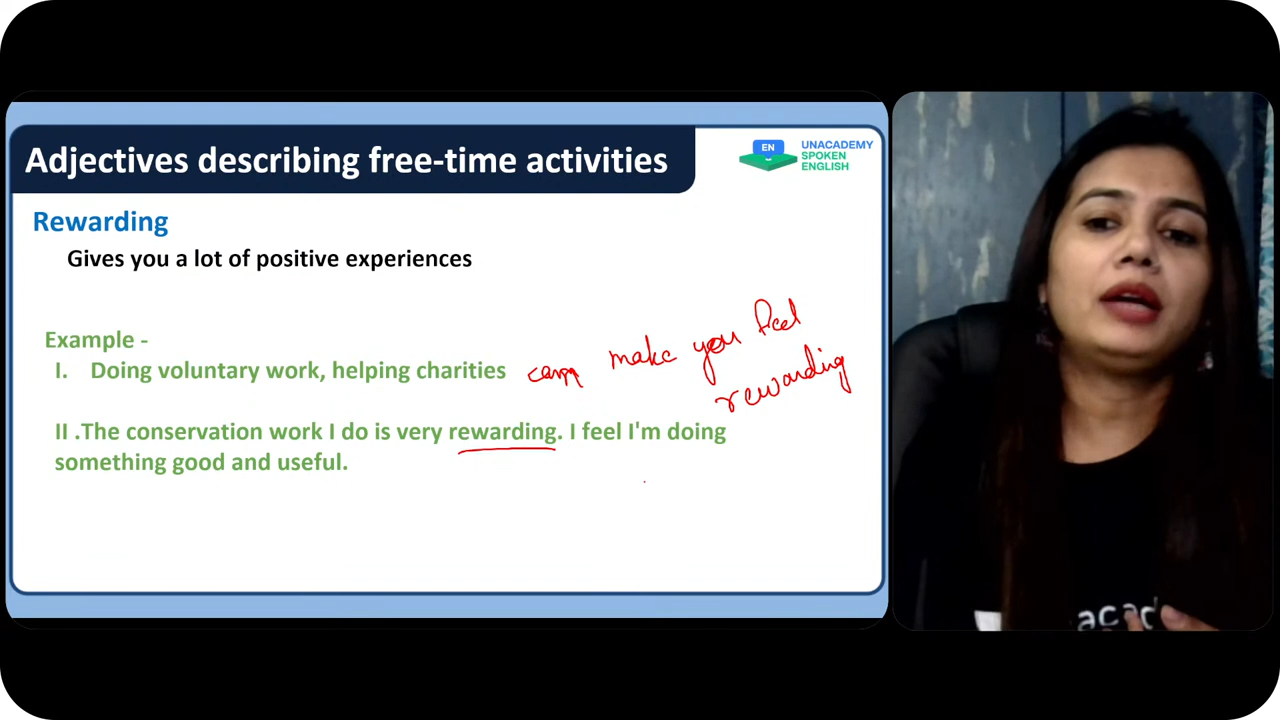 Adjectives describing free-time activities
EN
UNACADEMY
SPOKEN
ENGLISH
Rewarding
Gives you a lot of positive experiences
Example -
I. Doing voluntary work, helping charities
make you feel
rewarding
II .The conservation work I do is very rewarding. I feel I'm doing
something good and useful.
acad